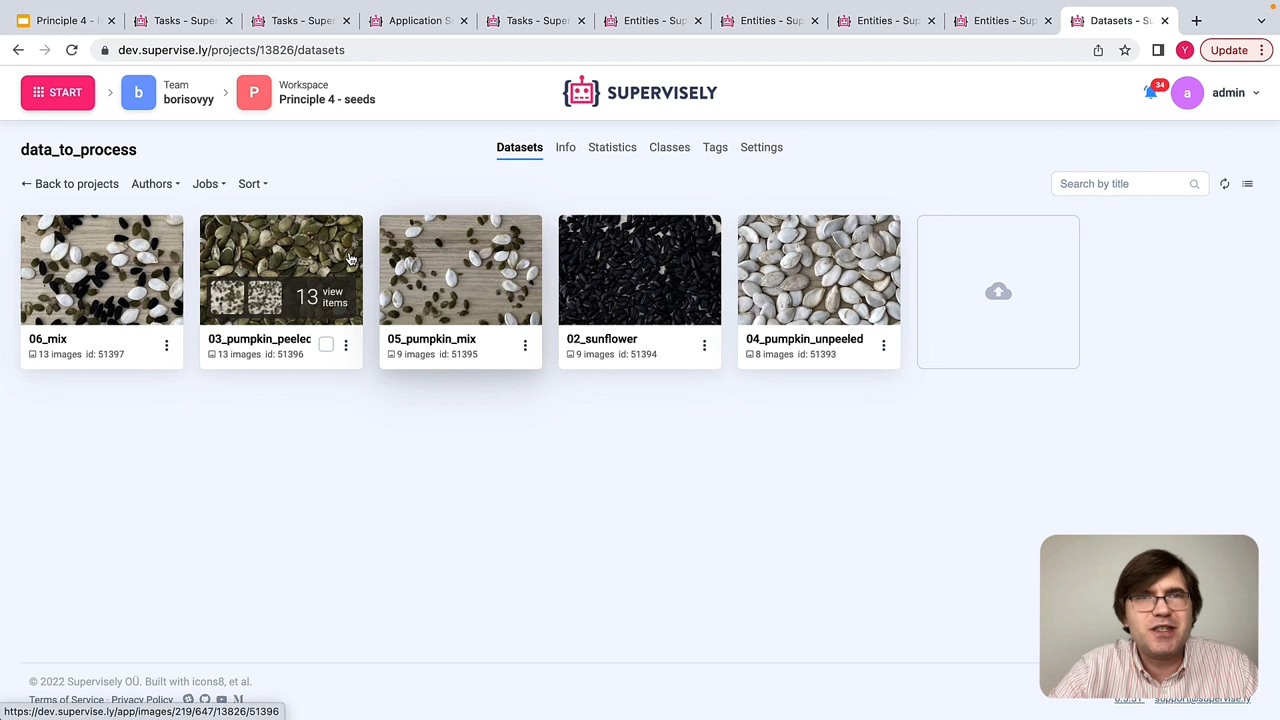 Principle 4 -
Tasks - Super
Tasks - Super
Application S
Tasks - Super
Entities - Sup
Entities - Sup
Entities - Sup
Entities - Sup
Datasets - Su
dev.supervise.ly/projects/13826/datasets
Y
Update
START
b
Team
borisovyy
P
Workspace
Principle 4 - seeds
SUPERVISELY
34
a
admin
data_to_process
Datasets
Info
Statistics
Classes
Tags
Settings
← Back to projects
Authors
Jobs
Sort
Search by title
13 view items
06_mix
13 images id: 51397
03_pumpkin_peelec
13 images id: 51396
05_pumpkin_mix
9 images id: 51395
02_sunflower
9 images id: 51394
04_pumpkin_unpeeled
8 images id: 51393
© 2022 Supervisely OÜ. Built with icons8, et al.
Terms of Service · Privacy Policy
support@supervise.ly
https://dev.supervise.ly/app/images/219/647/13826/51396